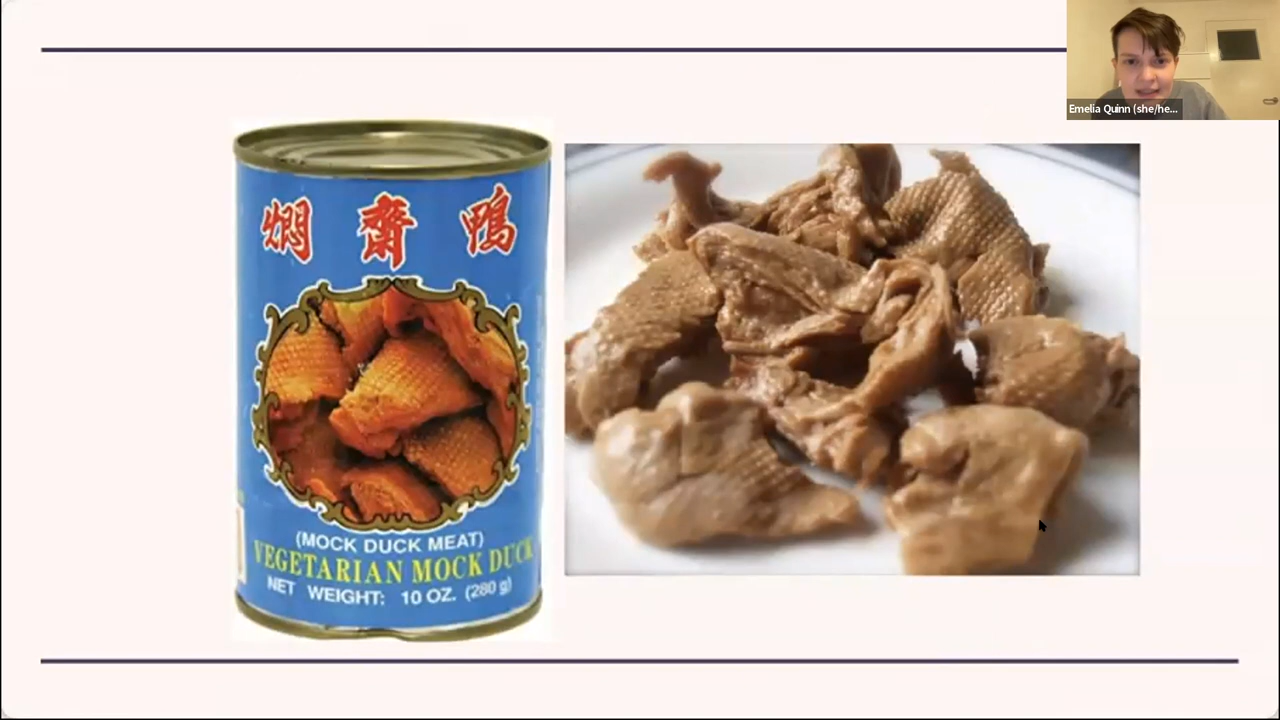 Emelia Quinn (she/he...
燜 齋 鴨
(MOCK DUCK MEAT)
VEGETARIAN MOCK DUCK
NET WEIGHT: 10 OZ. (280 g)